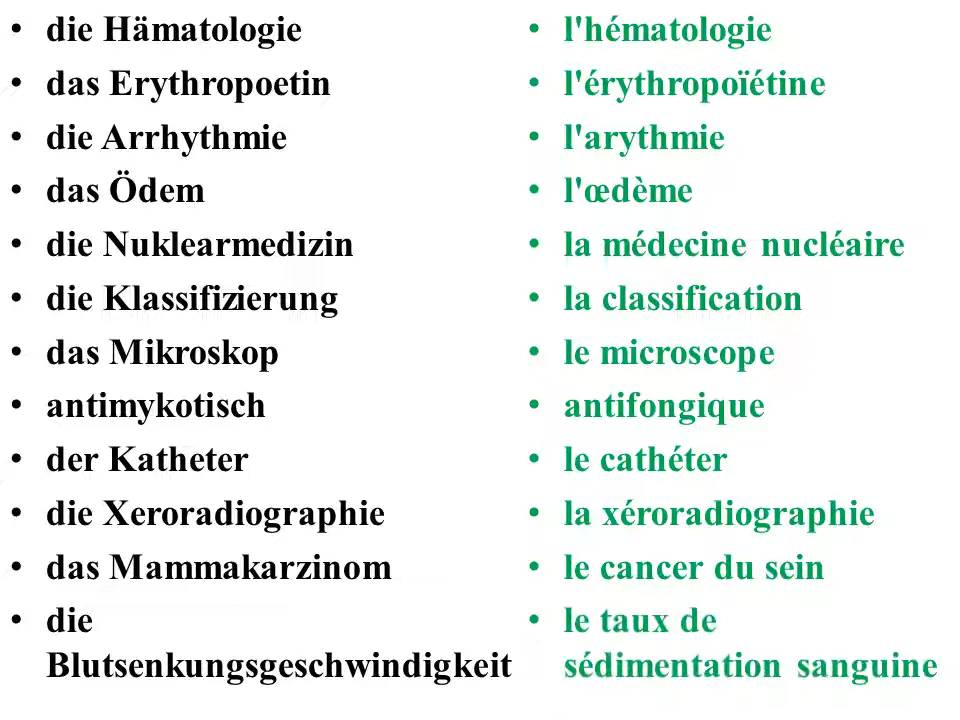 • die Hämatologie
• das Erythropoetin
• die Arrhythmie
• das Ödem
• die Nuklearmedizin
• die Klassifizierung
• das Mikroskop
• antimykotisch
• der Katheter
• die Xeroradiographie
• das Mammakarzinom
• die
Blutsenkungsgeschwindigkeit
• l'hématologie
• l'érythropoïétine
• l'arythmie
• l'œdème
• la médecine nucléaire
• la classification
• le microscope
• antifongique
• le cathéter
• la xéroradiographie
• le cancer du sein
• le taux de
sédimentation sanguine